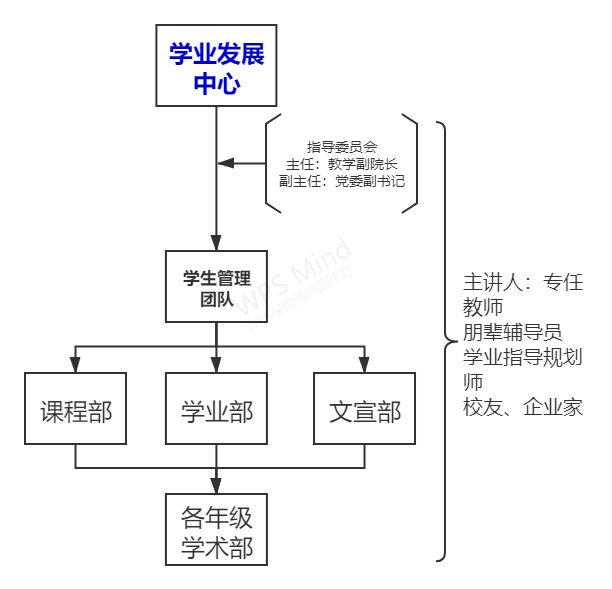 学业发展
中心
指导委员会
主任：教学副院长
副主任：党委副书记
学生管理
团队
WPS Mind
主讲人：专任
教师
朋辈辅导员
学业指导规划
师
校友、企业家
课程部
学业部
文宣部
各年级
学术部